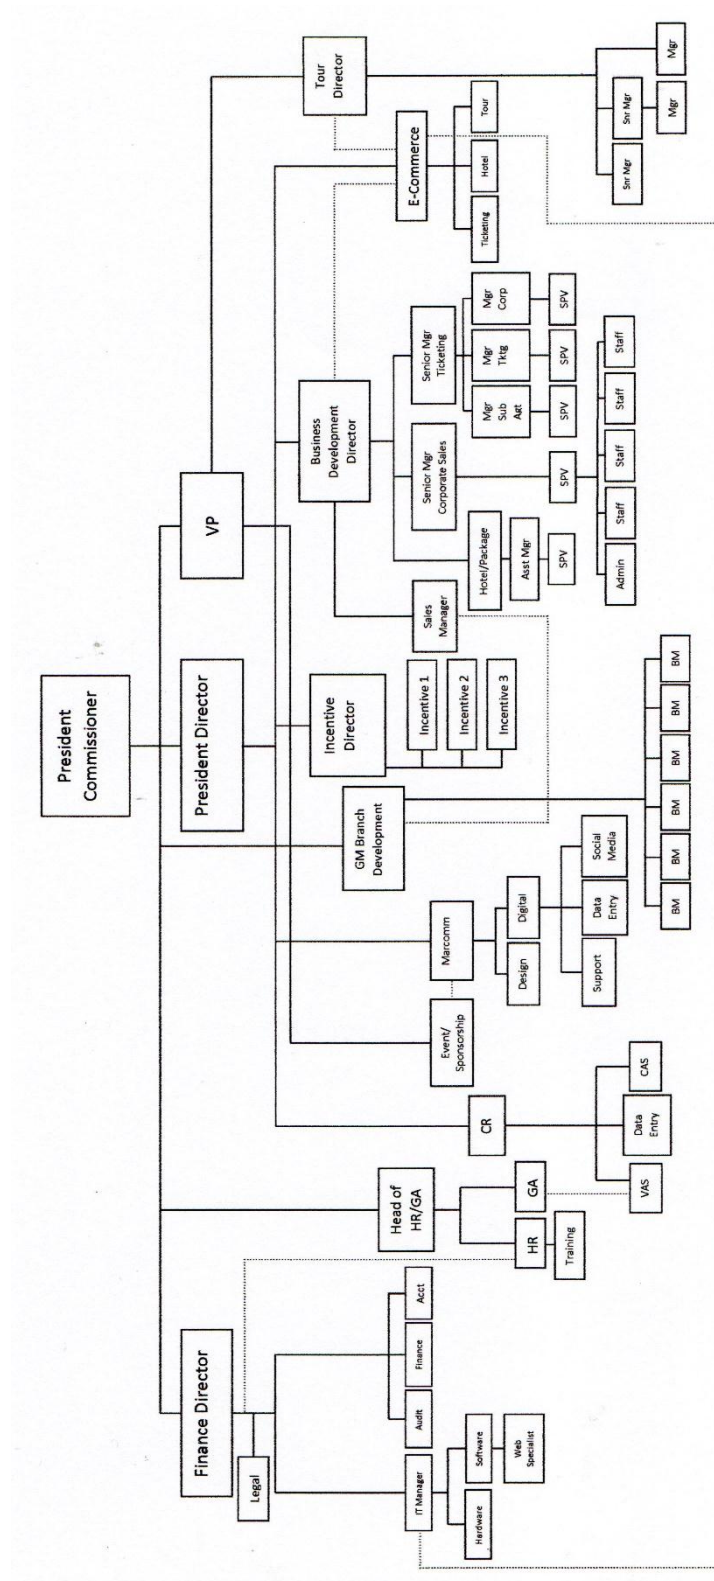 President
Commissioner
Finance Director
President Director
VP
Legal
Tour
Director
Head of
HR/GA
GM Branch
Development
Incentive
Director
Business
Development
Director
E-Commerce
IT Manager
Audit
Finance
Acct
Event/
Sponsorship
Marcomm
Incentive 1
Incentive 2
Incentive 3
Sales
Manager
Hotel/Package
Senior Mgr
Corporate Sales
Senior Mgr
Ticketing
Ticketing
Hotel
Tour
Hardware
Software
Web
Specialist
HR
GA
Training
CR
VAS
Data
Entry
CAS
Design
Digital
Support
Data
Entry
Social
Media
BM
BM
BM
BM
BM
BM
Asst Mgr
SPV
SPV
Admin
Staff
Staff
Staff
Staff
Mgr
Sub
Agt
Mgr
Tktg
Mgr
Corp
SPV
SPV
SPV
Snr Mgr
Snr Mgr
Mgr
Mgr